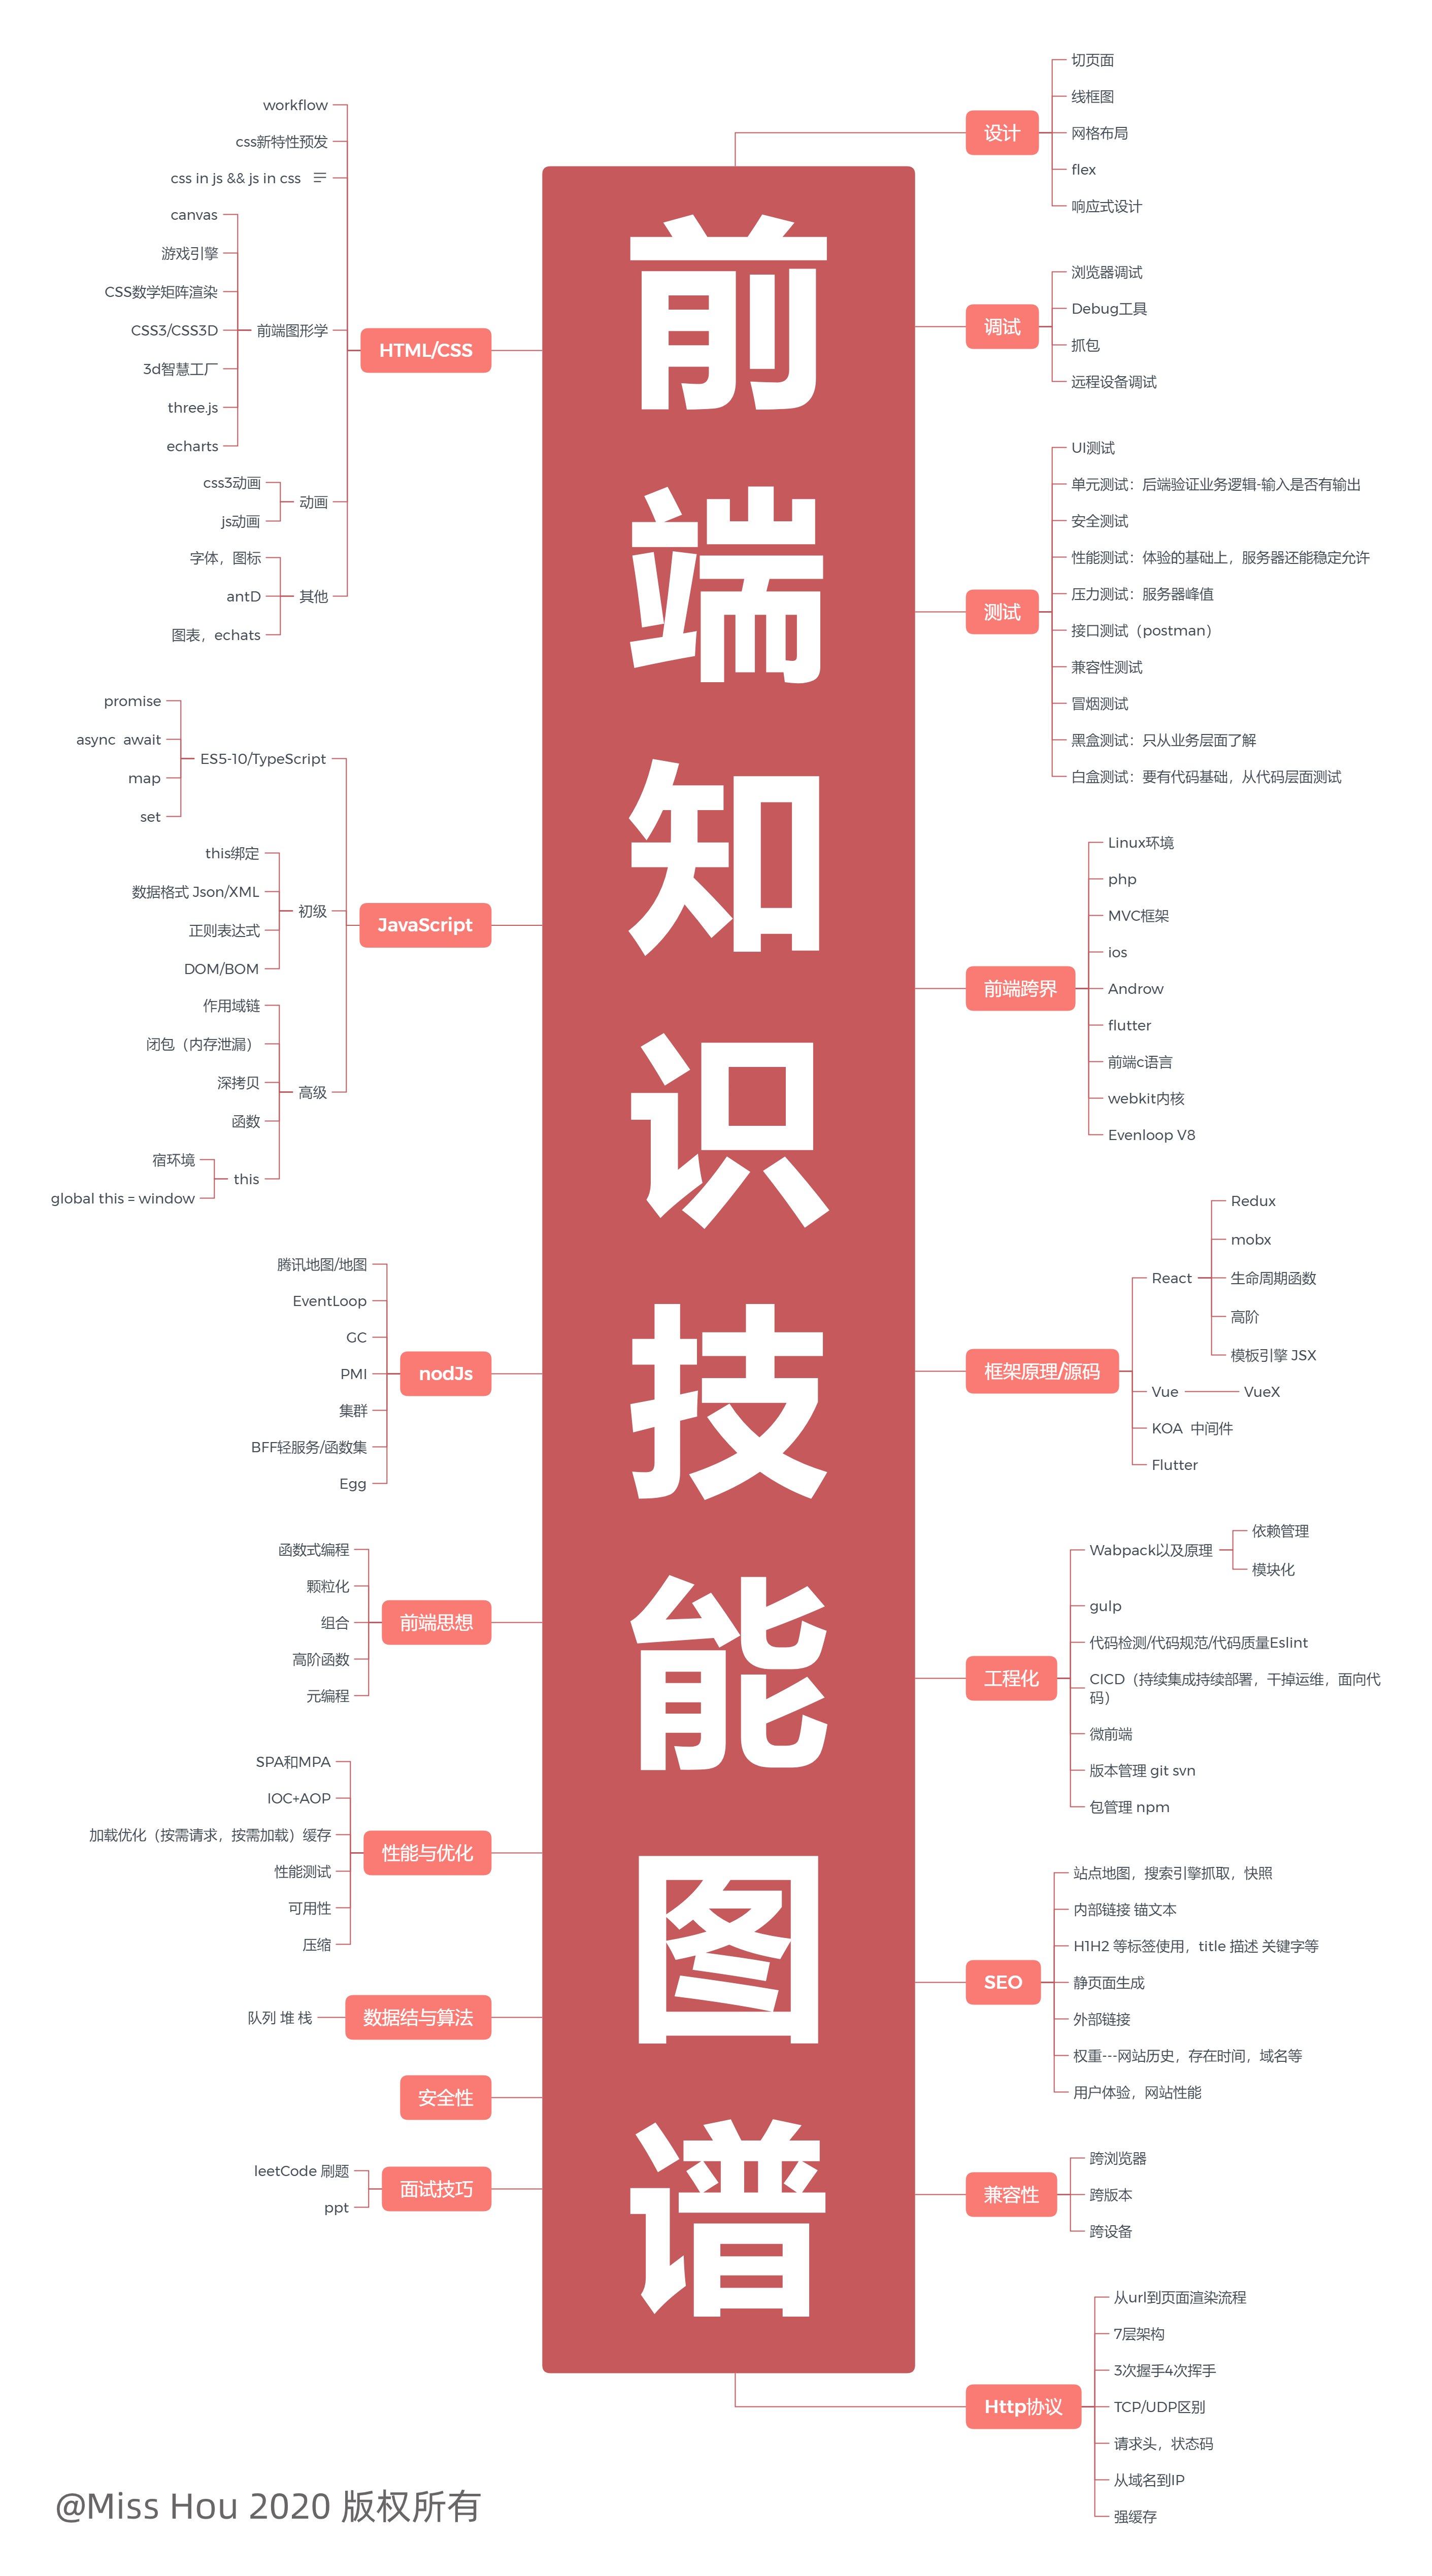 前
端
知
识
技
能
图
谱
HTML/CSS
workflow
css新特性预发
css in js && js in css
前端图形学
canvas
游戏引擎
CSS数学矩阵渲染
CSS3/CSS3D
3d智慧工厂
three.js
echarts
动画
css3动画
js动画
其他
字体，图标
antD
图表，echats
JavaScript
ES5-10/TypeScript
promise
async await
map
set
初级
this绑定
数据格式 Json/XML
正则表达式
DOM/BOM
高级
作用域链
闭包（内存泄漏）
深拷贝
函数
this
宿环境
global this = window
nodJs
腾讯地图/地图
EventLoop
GC
PMI
集群
BFF轻服务/函数集
Egg
前端思想
函数式编程
颗粒化
组合
高阶函数
元编程
性能与优化
SPA和MPA
IOC+AOP
加载优化（按需请求，按需加载）缓存
性能测试
可用性
压缩
数据结与算法
队列 堆 栈
安全性
面试技巧
leetCode 刷题
ppt
设计
切页面
线框图
网格布局
flex
响应式设计
调试
浏览器调试
Debug工具
抓包
远程设备调试
测试
UI测试
单元测试：后端验证业务逻辑-输入是否有输出
安全测试
性能测试：体验的基础上，服务器还能稳定允许
压力测试：服务器峰值
接口测试（postman）
兼容性测试
冒烟测试
黑盒测试：只从业务层面了解
白盒测试：要有代码基础，从代码层面测试
前端跨界
Linux环境
php
MVC框架
ios
Androw
flutter
前端c语言
webkit内核
Evenloop V8
框架原理/源码
React
Redux
mobx
生命周期函数
高阶
模板引擎 JSX
Vue
VueX
KOA 中间件
Flutter
工程化
Wabpack以及原理
依赖管理
模块化
gulp
代码检测/代码规范/代码质量Eslint
CICD（持续集成持续部署，干掉运维，面向代
码）
微前端
版本管理 git svn
包管理 npm
SEO
站点地图，搜索引擎抓取，快照
内部链接 锚文本
H1H2 等标签使用，title 描述 关键字等
静页面生成
外部链接
权重---网站历史，存在时间，域名等
用户体验，网站性能
兼容性
跨浏览器
跨版本
跨设备
Http协议
从url到页面渲染流程
7层架构
3次握手4次挥手
TCP/UDP区别
请求头，状态码
从域名到IP
强缓存
@Miss Hou 2020 版权所有